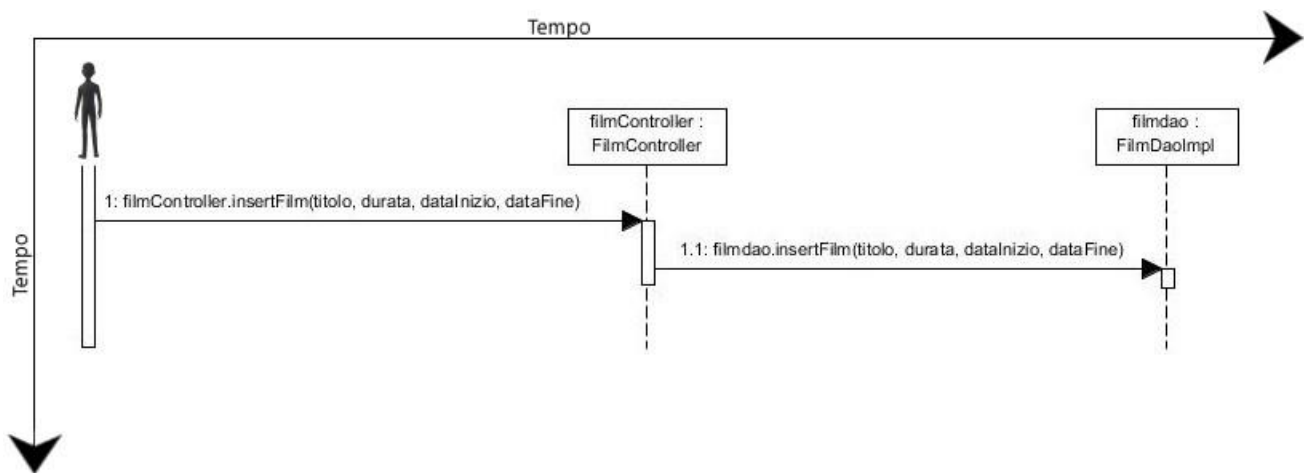 Tempo
filmController :
FilmController
filmdao :
FilmDaoImpl
1: filmController.insertFilm(titolo, durata, dataInizio, dataFine)
1.1: filmdao.insertFilm(titolo, durata, dataInizio, dataFine)
Tempo